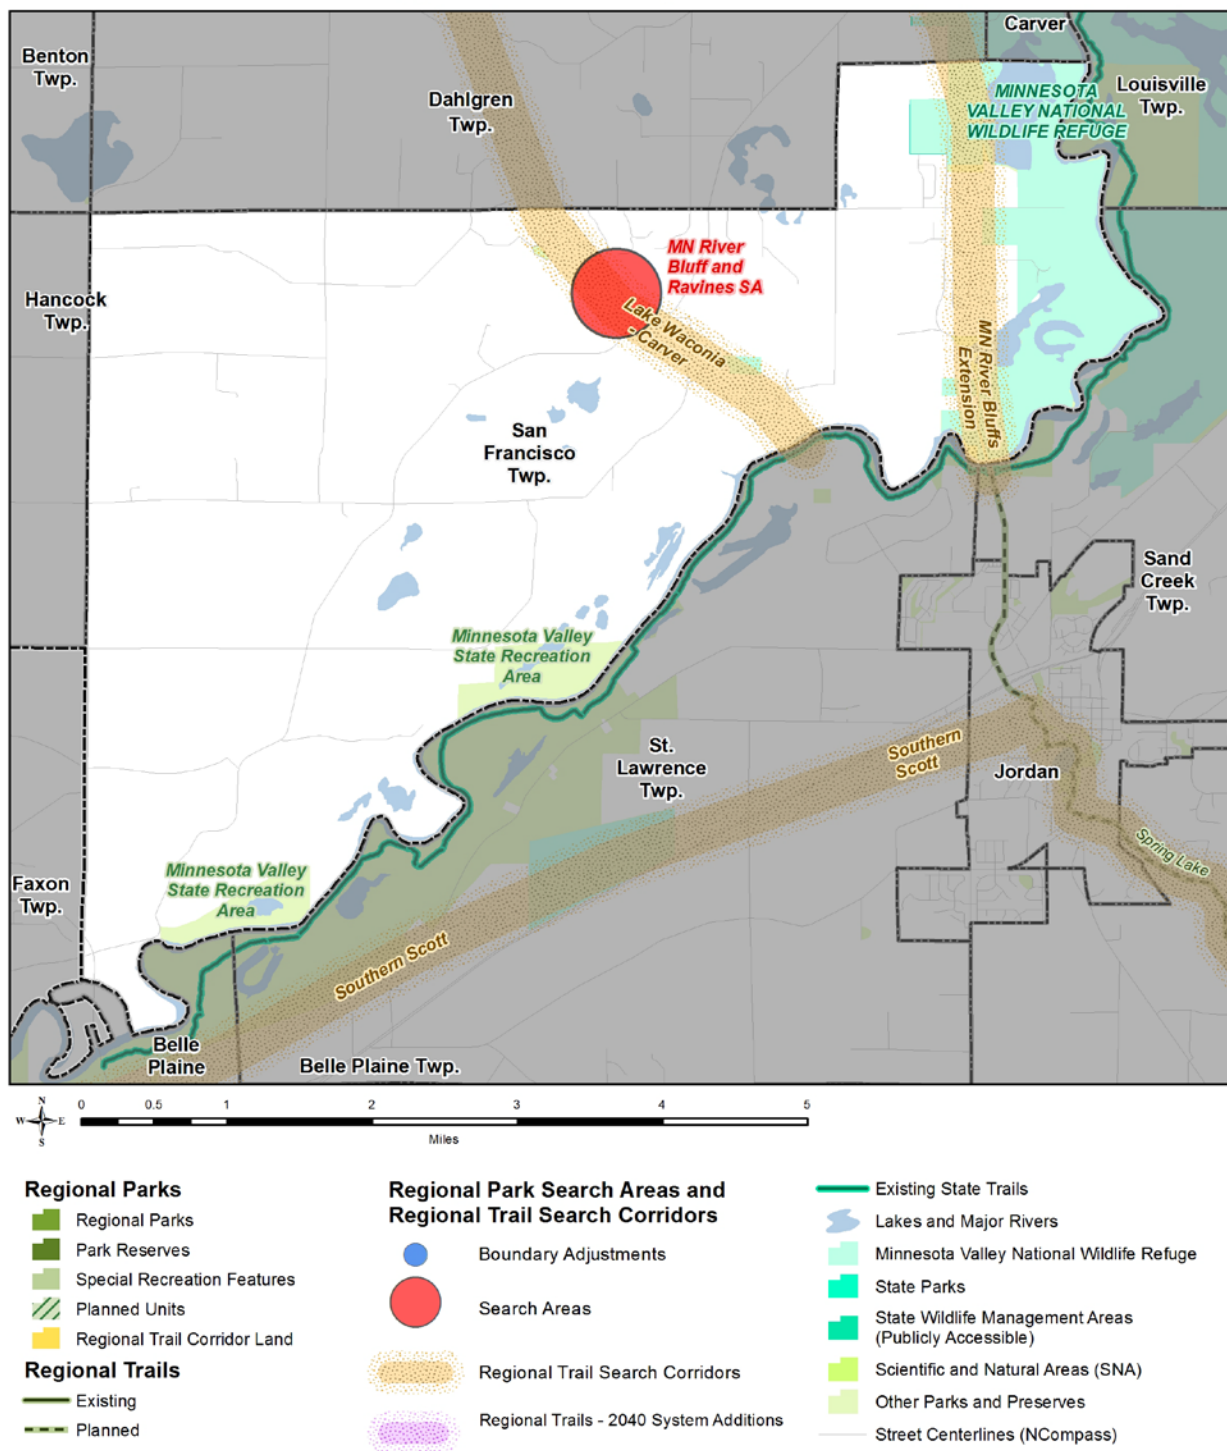 Benton
Twp.
Carver
Dahlgren
Twp.
MINNESOTA
VALLEY NATIONAL
WILDLIFE REFUGE
Louisville
Twp.
Hancock
Twp.
MN River
Bluff and
Ravines SA
Lake Waconia
- Carver
MN River Bluffs
Extension
San
Francisco
Twp.
Sand
Creek
Twp.
Minnesota Valley
State Recreation
Area
St.
Lawrence
Twp.
Southern
Scott
Jordan
Spring Lake
Minnesota Valley
State Recreation
Area
Faxon
Twp.
Southern Scott
Belle
Plaine
Belle Plaine Twp.
N
W E
S
0 0.5 1 2 3 4 5
Miles
Regional Parks
Regional Parks
Park Reserves
Special Recreation Features
Planned Units
Regional Trail Corridor Land
Regional Trails
Existing
Planned
Regional Park Search Areas and
Regional Trail Search Corridors
Boundary Adjustments
Search Areas
Regional Trail Search Corridors
Regional Trails - 2040 System Additions
Existing State Trails
Lakes and Major Rivers
Minnesota Valley National Wildlife Refuge
State Parks
State Wildlife Management Areas
(Publicly Accessible)
Scientific and Natural Areas (SNA)
Other Parks and Preserves
Street Centerlines (NCompass)